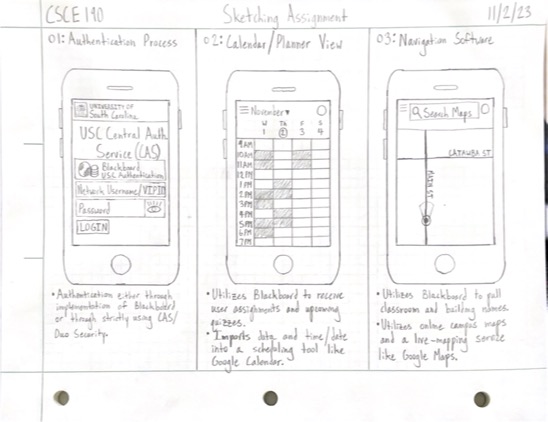 CSCE 190
Sketching Assignment
11/2/23
01: Authentication Process
UNIVERSITY OF
South Carolina
USC Central Auth
Service (CAS)
Blackboard
USC Authentication
Network Username/VIP ID
Password
LOGIN
• Authentication either through
implementation of Blackboard
or through strictly using CAS/
Duo Security.
02: Calendar/Planner View
November
W Th F S
1 2 3 4
9AM
10AM
11AM
12PM
1PM
2PM
3PM
4PM
5PM
6PM
7PM
• Utilizes Blackboard to receive
user assignments and upcoming
quizzes.
• Imports data and time/date
into a scheduling tool like
Google Calendar.
03: Navigation Software
Search Maps
CATAWBA ST
MAIN ST
• Utilizes Blackboard to pull
classroom and building names.
• Utilizes online campus maps
and a live-mapping service
like Google Maps.